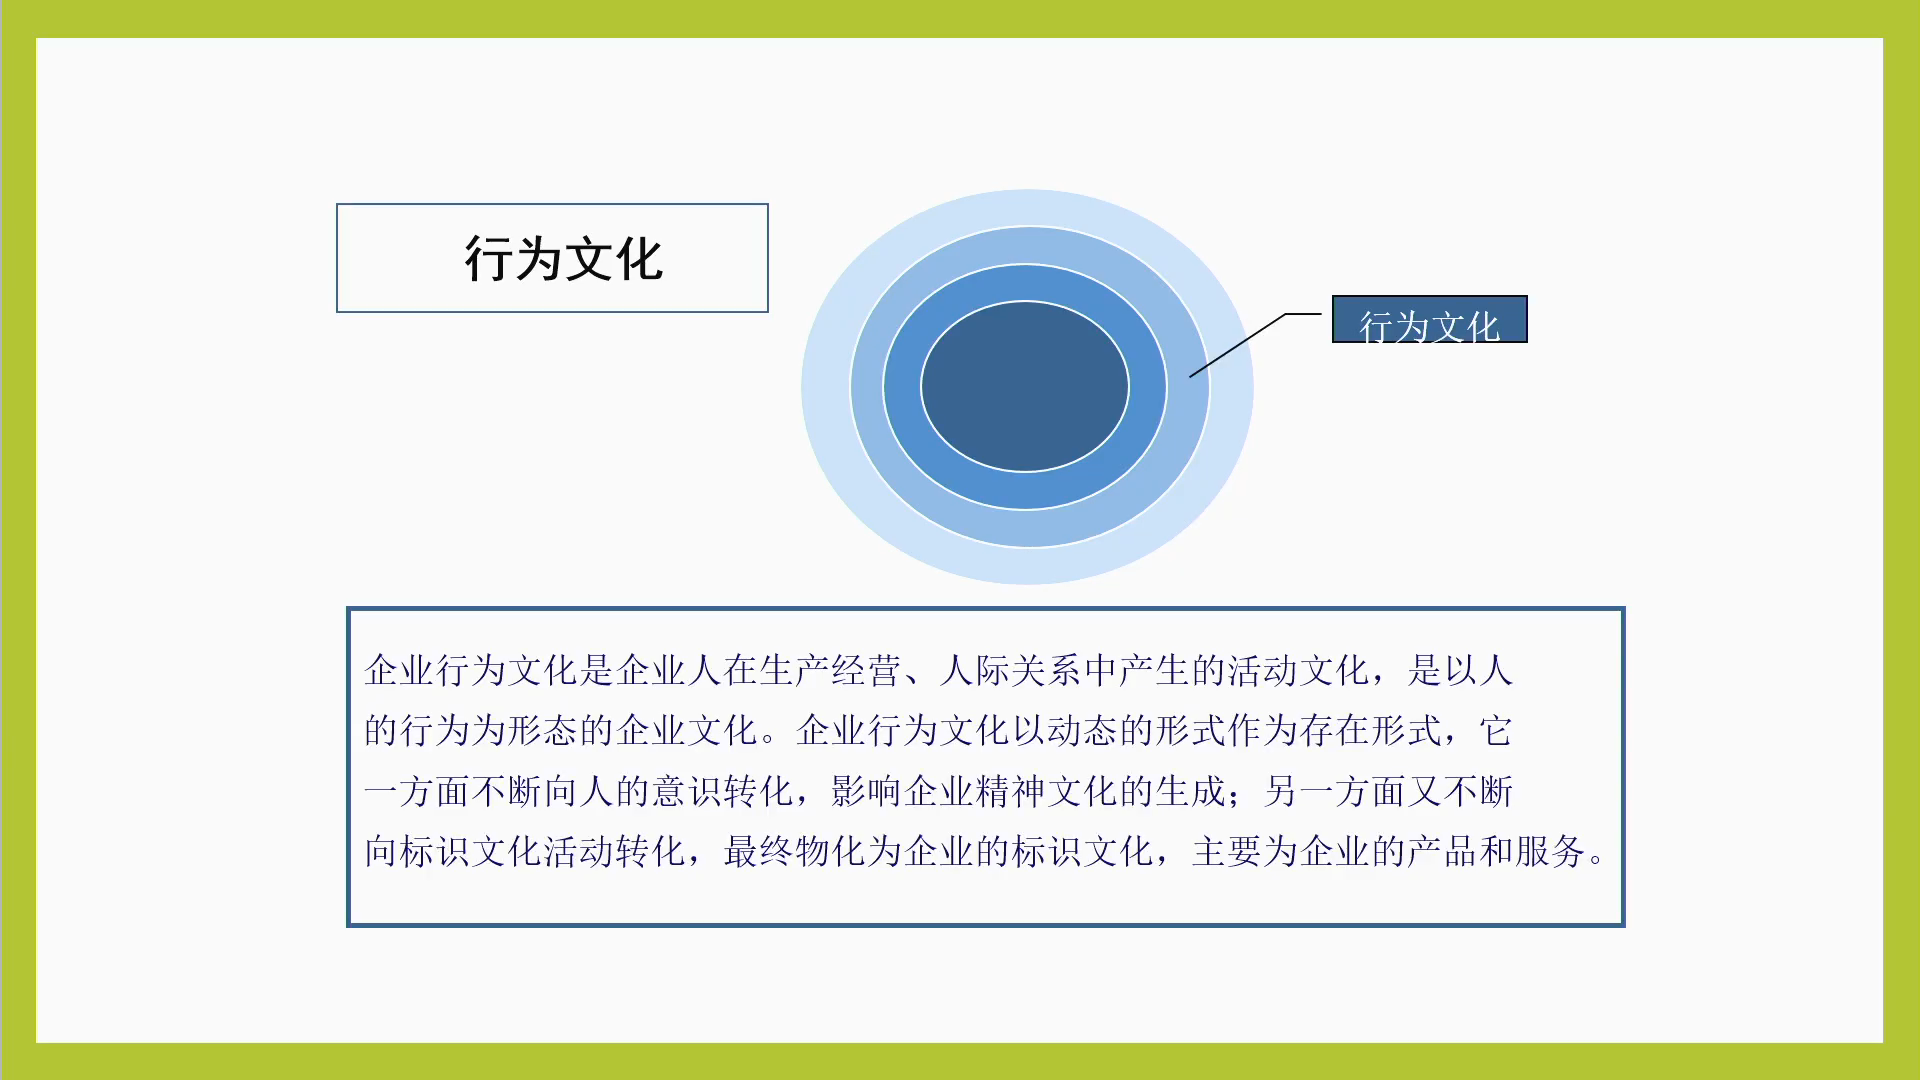 行为文化
行为文化
企业行为文化是企业人在生产经营、人际关系中产生的活动文化，是以人
的行为为形态的企业文化。企业行为文化以动态的形式作为存在形式，它
一方面不断向人的意识转化，影响企业精神文化的生成；另一方面又不断
向标识文化活动转化，最终物化为企业的标识文化，主要为企业的产品和服务。